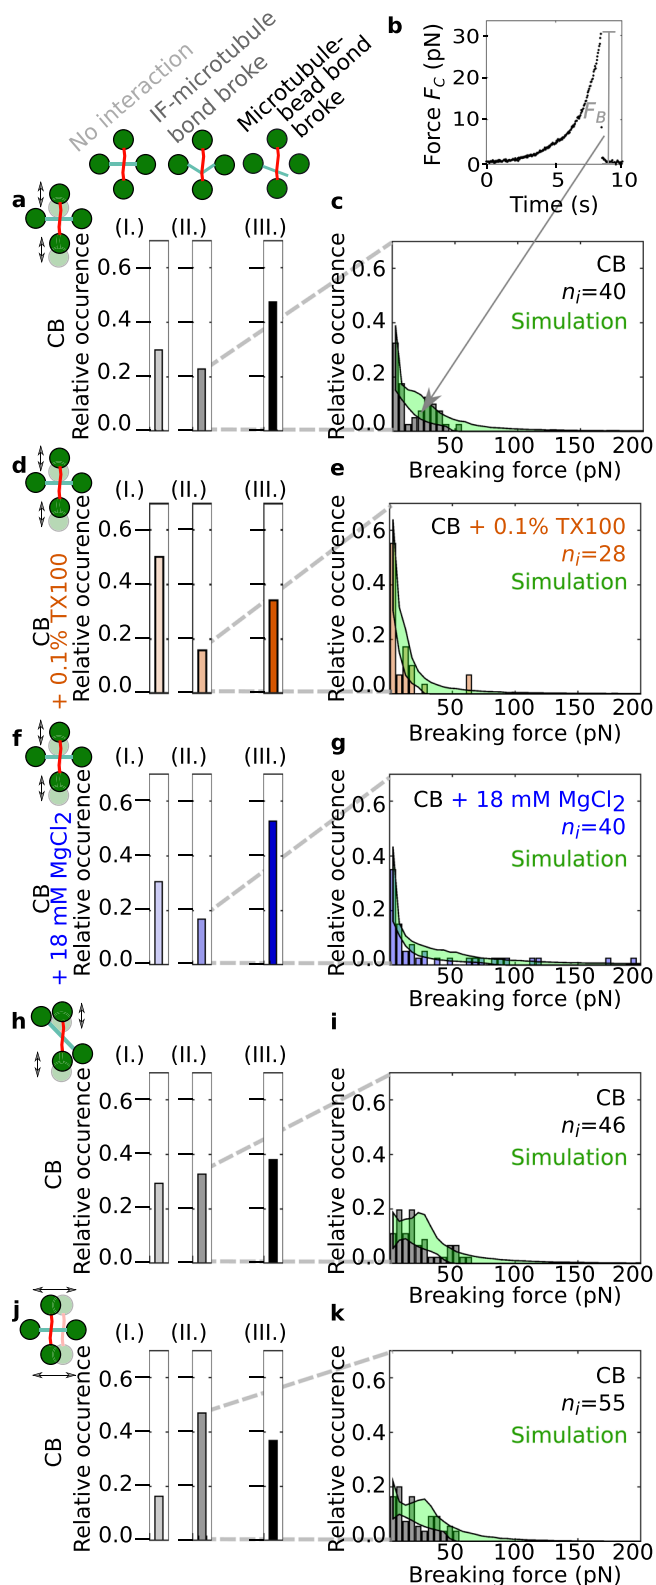 No interaction
IF-microtubule
bond broke
Microtubule-
bead bond
broke
b
Force F_C (pN)
30
20
10
0
F_B
0
5
10
Time (s)
a
(I.)
(II.)
(III.)
CB
Relative occurence
0.6
0.4
0.2
0.0
c
CB
n_i=40
Simulation
Relative occurence
0.6
0.4
0.2
0.0
50
100
150
200
Breaking force (pN)
d
(I.)
(II.)
(III.)
CB
+ 0.1% TX100
Relative occurence
0.6
0.4
0.2
0.0
e
CB + 0.1% TX100
n_i=28
Simulation
Relative occurence
0.6
0.4
0.2
0.0
50
100
150
200
Breaking force (pN)
f
(I.)
(II.)
(III.)
CB
+ 18 mM MgCl2
Relative occurence
0.6
0.4
0.2
0.0
g
CB + 18 mM MgCl2
n_i=40
Simulation
Relative occurence
0.6
0.4
0.2
0.0
50
100
150
200
Breaking force (pN)
h
(I.)
(II.)
(III.)
CB
Relative occurence
0.6
0.4
0.2
0.0
i
CB
n_i=46
Simulation
Relative occurence
0.6
0.4
0.2
0.0
50
100
150
200
Breaking force (pN)
j
(I.)
(II.)
(III.)
CB
Relative occurence
0.6
0.4
0.2
0.0
k
CB
n_i=55
Simulation
Relative occurence
0.6
0.4
0.2
0.0
50
100
150
200
Breaking force (pN)